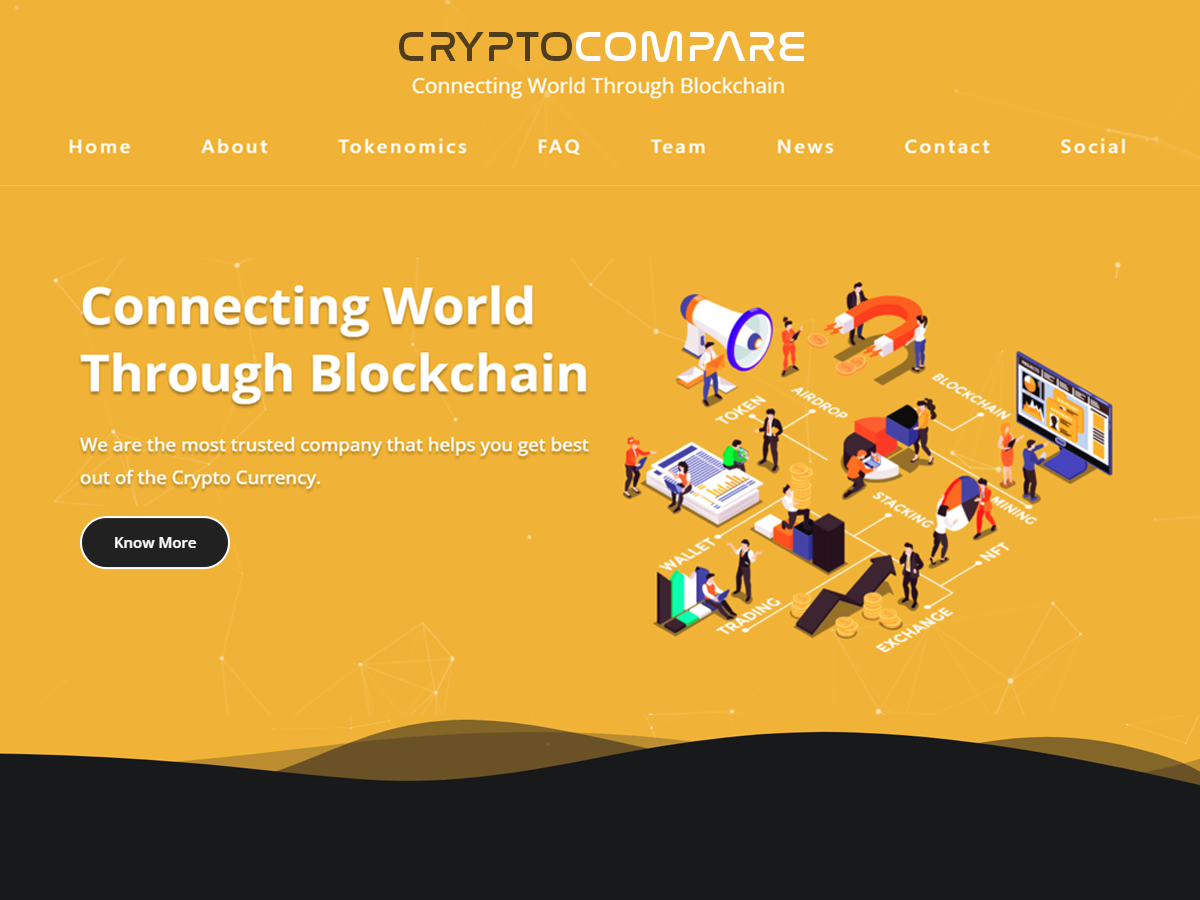 CRYPTOCOMPARE
Connecting World Through Blockchain
Home About Tokenomics FAQ Team News Contact Social
Connecting World
Through Blockchain
We are the most trusted company that helps you get best
out of the Crypto Currency.
Know More
TOKEN
AIRDROP
BLOCKCHAIN
STACKING
MINING
WALLET
NFT
TRADING
EXCHANGE